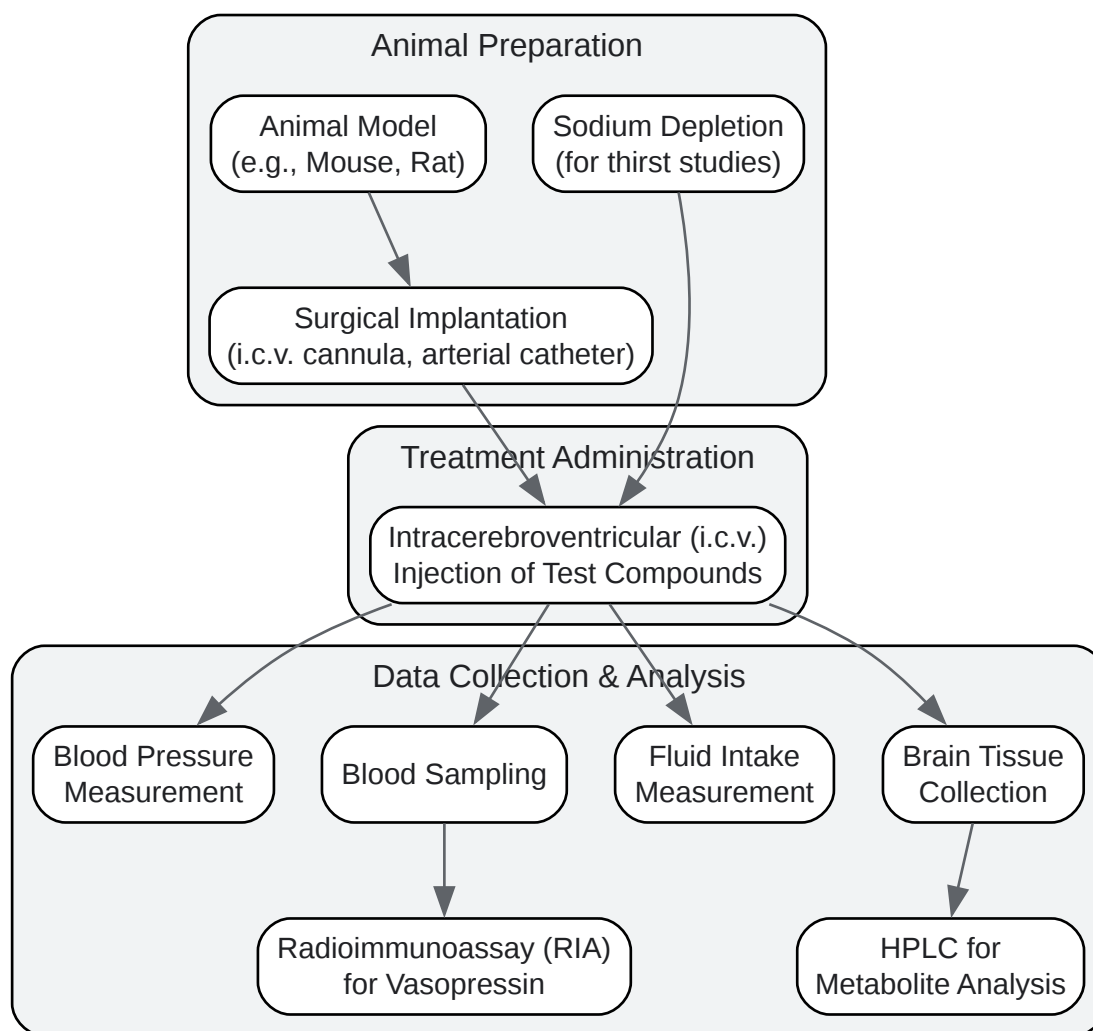 Animal Preparation
Animal Model
(e.g., Mouse, Rat)
Sodium Depletion
(for thirst studies)
Surgical Implantation
(i.c.v. cannula, arterial catheter)
Treatment Administration
Intracerebroventricular (i.c.v.)
Injection of Test Compounds
Data Collection & Analysis
Blood Pressure
Measurement
Blood Sampling
Fluid Intake
Measurement
Brain Tissue
Collection
Radioimmunoassay (RIA)
for Vasopressin
HPLC for
Metabolite Analysis